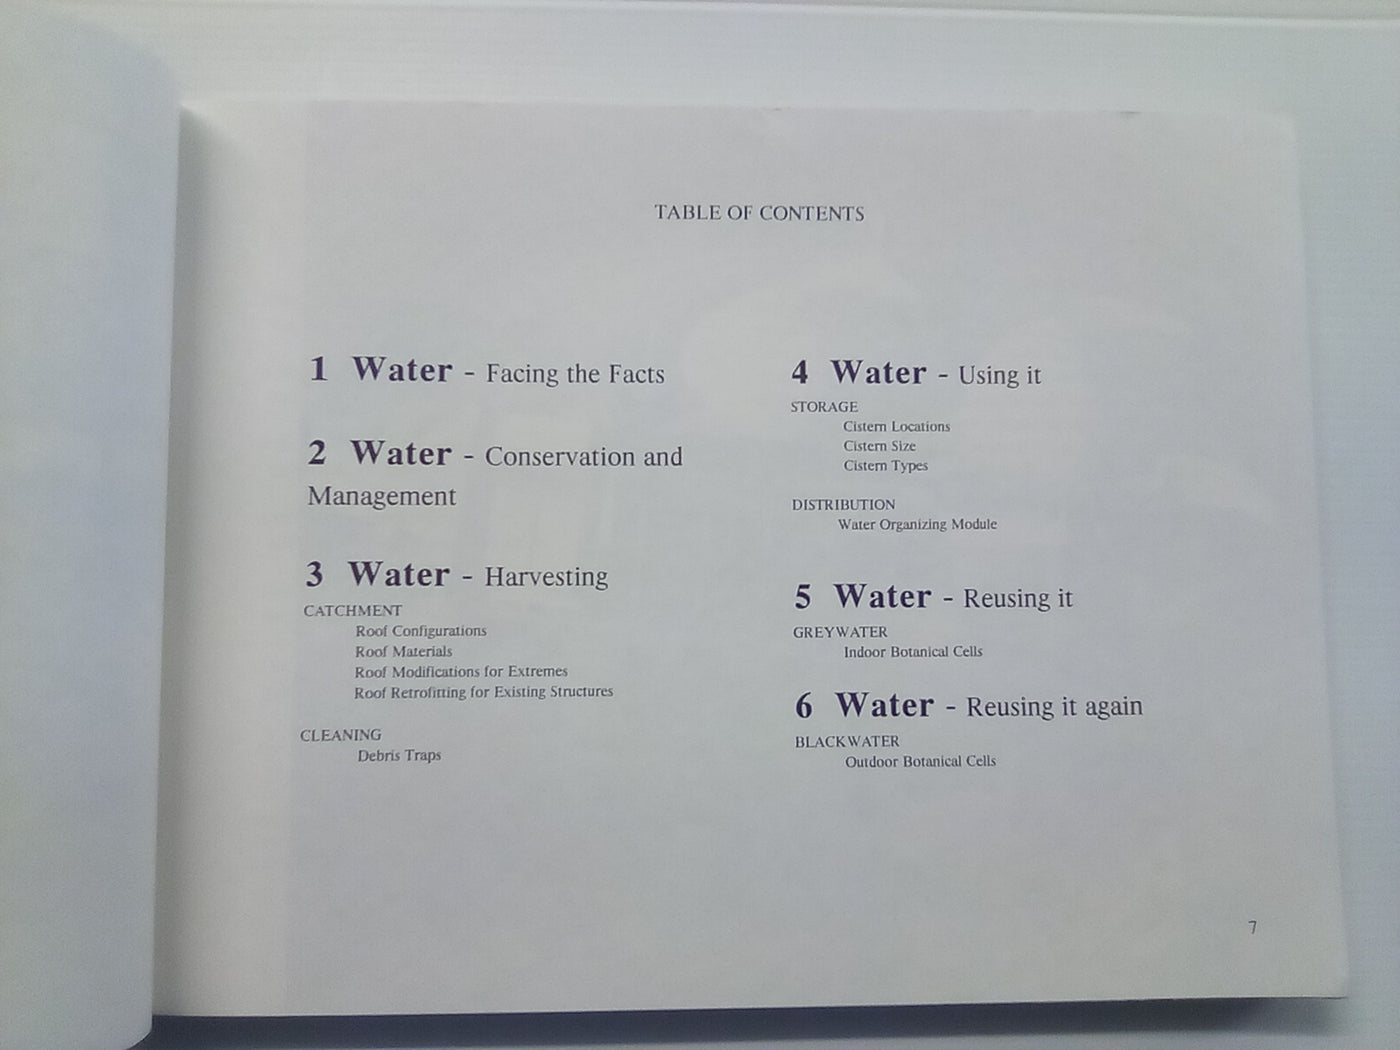 TABLE OF CONTENTS
1 Water - Facing the Facts
2 Water - Conservation and
Management
3 Water - Harvesting
CATCHMENT
Roof Configurations
Roof Materials
Roof Modifications for Extremes
Roof Retrofitting for Existing Structures
CLEANING
Debris Traps
4 Water - Using it
STORAGE
Cistern Locations
Cistern Size
Cistern Types
DISTRIBUTION
Water Organizing Module
5 Water - Reusing it
GREYWATER
Indoor Botanical Cells
6 Water - Reusing it again
BLACKWATER
Outdoor Botanical Cells
7